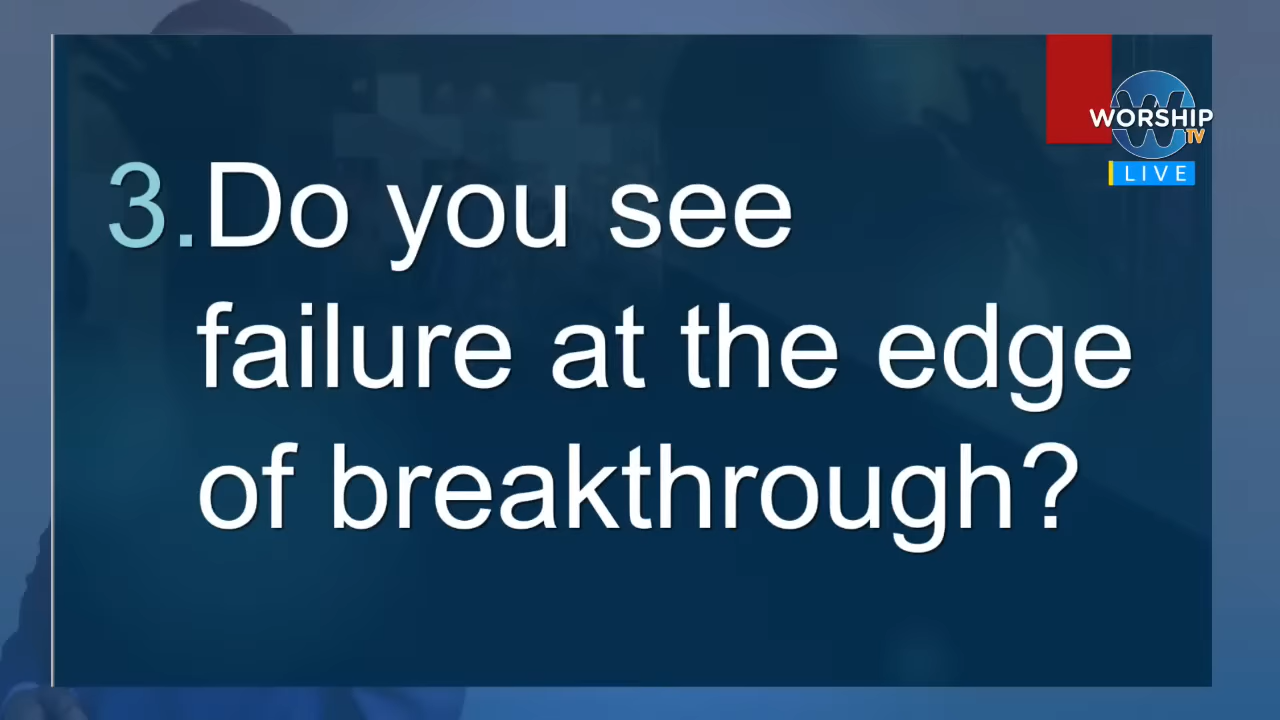 3.Do you see
failure at the edge
of breakthrough?
W
WORSHIP
TV
LIVE